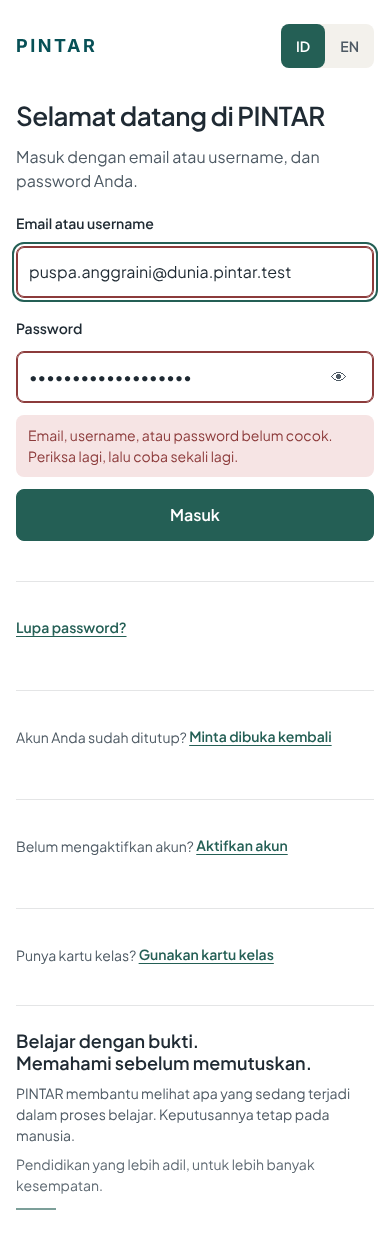 PINTAR
ID
EN
Selamat datang di PINTAR
Masuk dengan email atau username, dan
password Anda.
Email atau username
puspa.anggraini@dunia.pintar.test
Password
•••••••••••••••••••
Email, username, atau password belum cocok.
Periksa lagi, lalu coba sekali lagi.
Masuk
Lupa password?
Akun Anda sudah ditutup? Minta dibuka kembali
Belum mengaktifkan akun? Aktifkan akun
Punya kartu kelas? Gunakan kartu kelas
Belajar dengan bukti.
Memahami sebelum memutuskan.
PINTAR membantu melihat apa yang sedang terjadi
dalam proses belajar. Keputusannya tetap pada
manusia.
Pendidikan yang lebih adil, untuk lebih banyak
kesempatan.